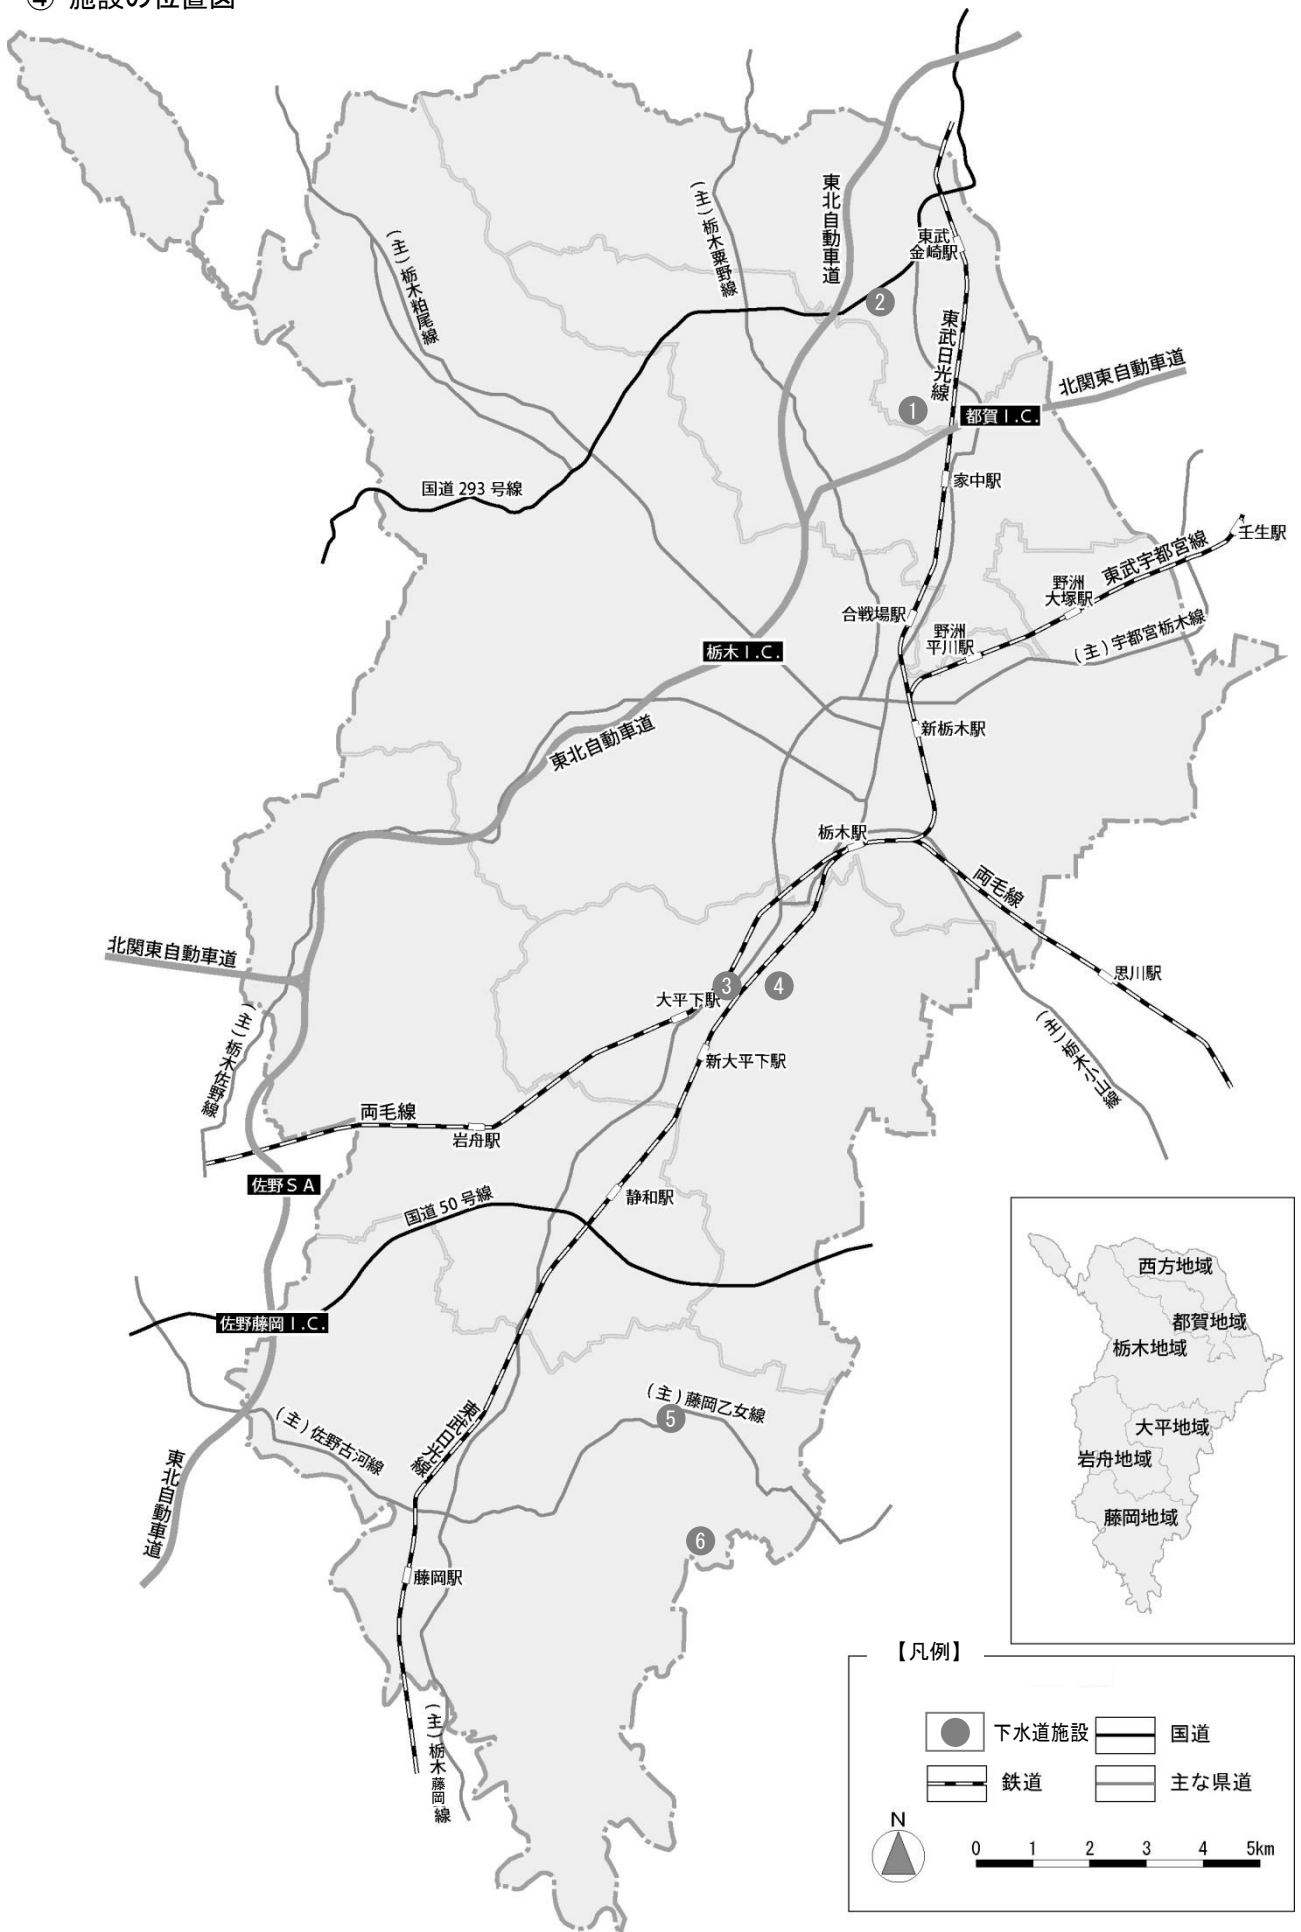 ④ 施設の位置図
(主)栃木粕尾線
(主)栃木粟野線
東北自動車道
東武
金崎駅
2
東武日光線
北関東自動車道
1
都賀I.C.
国道293号線
家中駅
東武宇都宮線
壬生駅
野洲
大塚駅
合戦場駅
野洲
平川駅
(主)宇都宮栃木線
栃木I.C.
新栃木駅
東北自動車道
栃木駅
両毛線
北関東自動車道
思川駅
3
4
大平下駅
新大平下駅
(主)栃木佐野線
(主)栃木小山線
両毛線
岩舟駅
佐野SA
静和駅
国道50号線
佐野藤岡I.C.
(主)藤岡乙女線
5
(主)佐野古河線
東武日光線
東北自動車道
6
藤岡駅
(主)栃木藤岡線
西方地域
都賀地域
栃木地域
大平地域
岩舟地域
藤岡地域
【凡例】
下水道施設
国道
鉄道
主な県道
N
0 1 2 3 4 5km